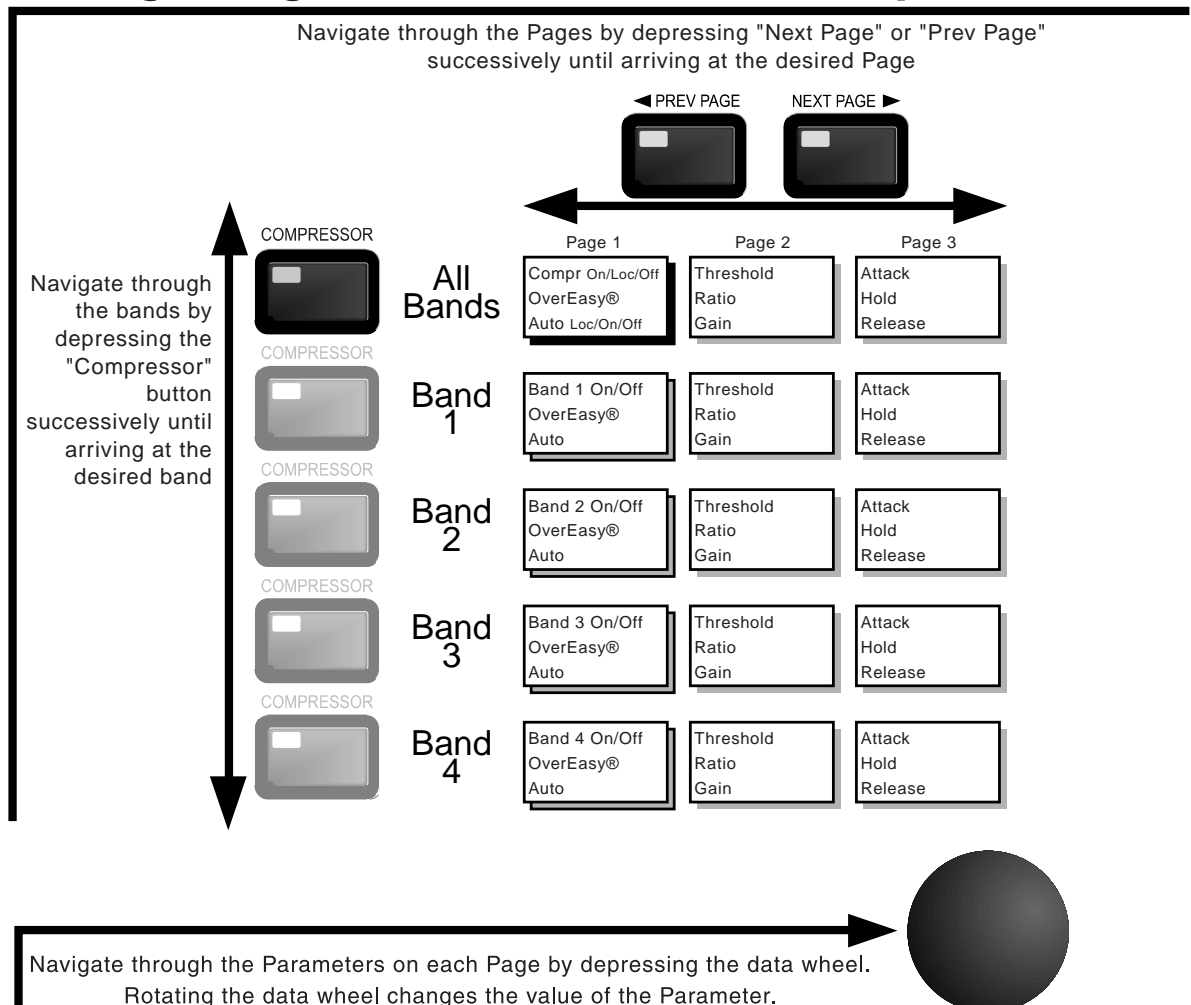 Navigate through the Pages by depressing "Next Page" or "Prev Page"
successively until arriving at the desired Page
◄ PREV PAGE
NEXT PAGE ►
Navigate through
the bands by
depressing the
"Compressor"
button
successively until
arriving at the
desired band
Page 1
Page 2
Page 3
COMPRESSOR
All
Bands
Compr On/Loc/Off
OverEasy®
Auto Loc/On/Off
Threshold
Ratio
Gain
Attack
Hold
Release
COMPRESSOR
Band
1
Band 1 On/Off
OverEasy®
Auto
Threshold
Ratio
Gain
Attack
Hold
Release
COMPRESSOR
Band
2
Band 2 On/Off
OverEasy®
Auto
Threshold
Ratio
Gain
Attack
Hold
Release
COMPRESSOR
Band
3
Band 3 On/Off
OverEasy®
Auto
Threshold
Ratio
Gain
Attack
Hold
Release
COMPRESSOR
Band
4
Band 4 On/Off
OverEasy®
Auto
Threshold
Ratio
Gain
Attack
Hold
Release
Navigate through the Parameters on each Page by depressing the data wheel.
Rotating the data wheel changes the value of the Parameter.